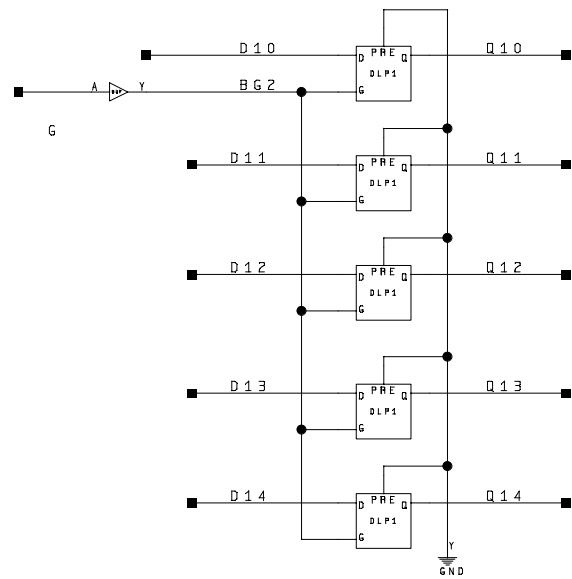 D10 D PRE Q Q10
DLP1
A BUF Y BG2 G
G
D11 D PRE Q Q11
DLP1
G
D12 D PRE Q Q12
DLP1
G
D13 D PRE Q Q13
DLP1
G
D14 D PRE Q Q14
DLP1
G
Y
GND